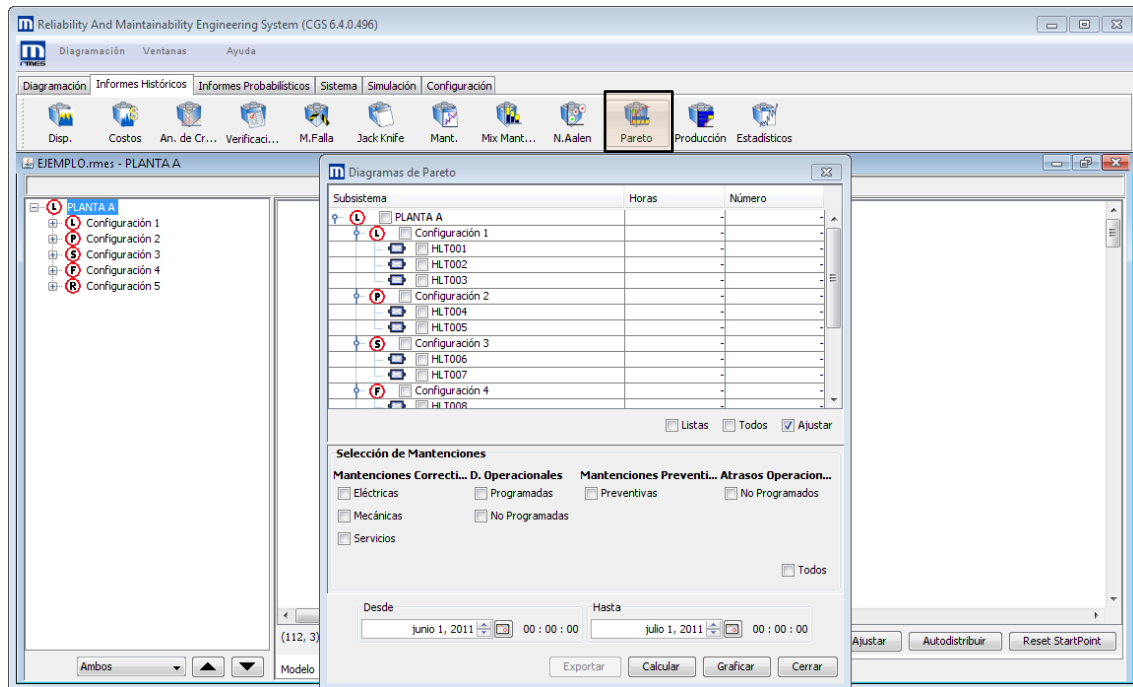 Reliability And Maintainability Engineering System (CGS 6.4.0.496)
rmes Diagramación Ventanas Ayuda
Diagramación Informes Históricos Informes Probabilísticos Sistema Simulación Configuración
Disp. Costos An. de Cr... Verificaci... M.Falla Jack Knife Mant. Mix Mant... N.Aalen Pareto Producción Estadísticos
EJEMPLO.rmes - PLANTA A
L PLANTA A
L Configuración 1
P Configuración 2
S Configuración 3
F Configuración 4
R Configuración 5
Ambos
Diagramas de Pareto
Subsistema Horas Número
L PLANTA A - -
L Configuración 1 - -
HLT001 - -
HLT002 - -
HLT003 - -
P Configuración 2 - -
HLT004 - -
HLT005 - -
S Configuración 3 - -
HLT006 - -
HLT007 - -
F Configuración 4 - -
HLT008 - -
Listas Todos Ajustar
Selección de Mantenciones
Mantenciones Correcti... D. Operacionales Mantenciones Preventi... Atrasos Operacion...
Eléctricas Programadas Preventivas No Programados
Mecánicas No Programadas
Servicios
Todos
Desde Hasta
junio 1, 2011 00 : 00 : 00 julio 1, 2011 00 : 00 : 00
Exportar Calcular Graficar Cerrar
(112, 3)
Modelo
Ajustar Autodistribuir Reset StartPoint